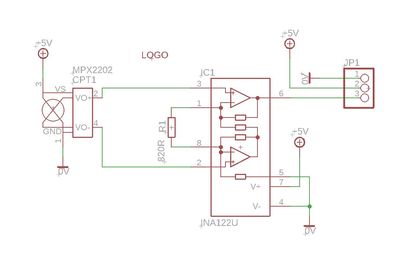 +5V
LQGO
+5V
MPX2202
CPT1
VS
VO+
VO-
GND
3
2
4
1
0V
IC1
3
1
8
2
6
5
7
4
V+
V-
INA122U
R1
820R
+5V
0V
JP1
0V
1
2
3